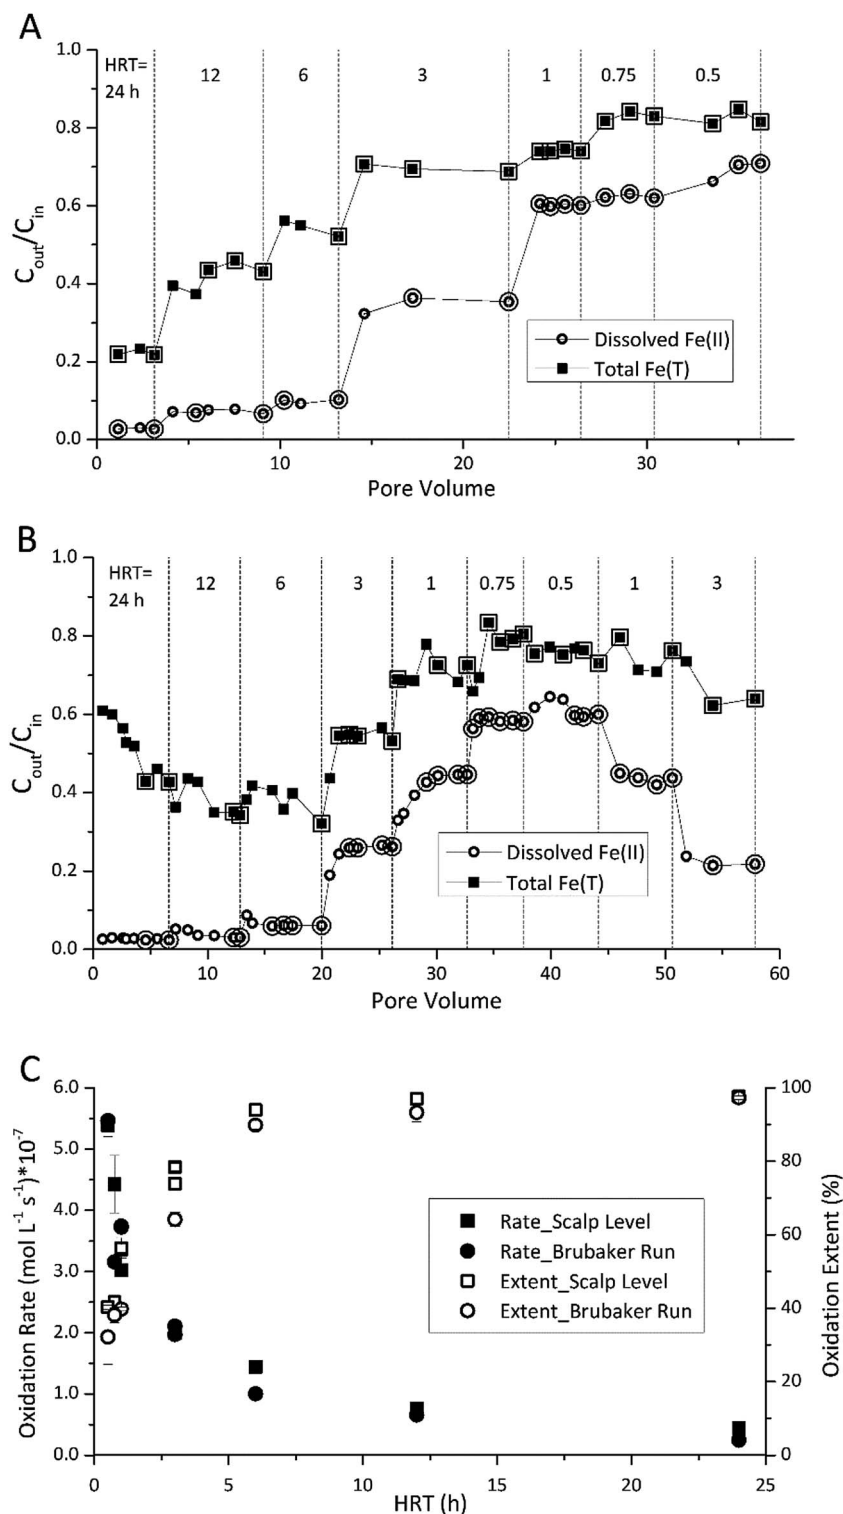 A
HRT=
24 h
12
6
3
1
0.75
0.5
1.0
0.8
0.6
0.4
0.2
0.0
C_out/C_in
Dissolved Fe(II)
Total Fe(T)
0
10
20
30
Pore Volume
B
HRT=
24 h
12
6
3
1
0.75
0.5
1
3
1.0
0.8
0.6
0.4
0.2
0.0
C_out/C_in
Dissolved Fe(II)
Total Fe(T)
0
10
20
30
40
50
60
Pore Volume
C
6.0
5.0
4.0
3.0
2.0
1.0
0.0
Oxidation Rate (mol L⁻¹ s⁻¹)*10⁻⁷
Rate_Scalp Level
Rate_Brubaker Run
Extent_Scalp Level
Extent_Brubaker Run
100
80
60
40
20
0
Oxidation Extent (%)
0
5
10
15
20
25
HRT (h)